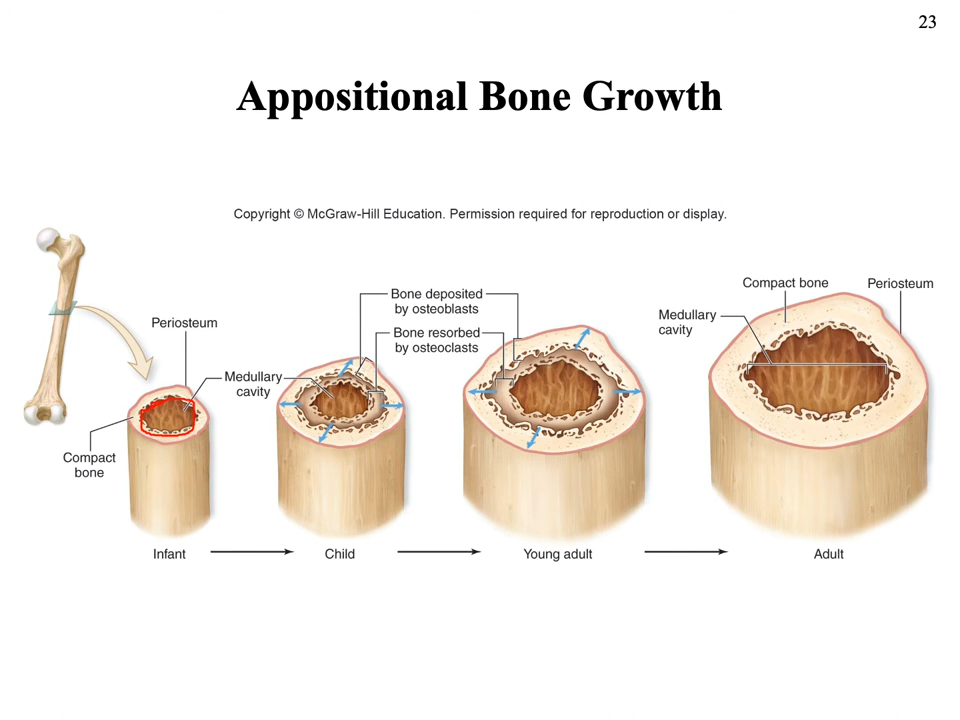 23
Appositional Bone Growth
Copyright © McGraw-Hill Education. Permission required for reproduction or display.
Periosteum
Medullary
cavity
Compact
bone
Bone deposited
by osteoblasts
Bone resorbed
by osteoclasts
Compact bone
Periosteum
Medullary
cavity
Infant
Child
Young adult
Adult